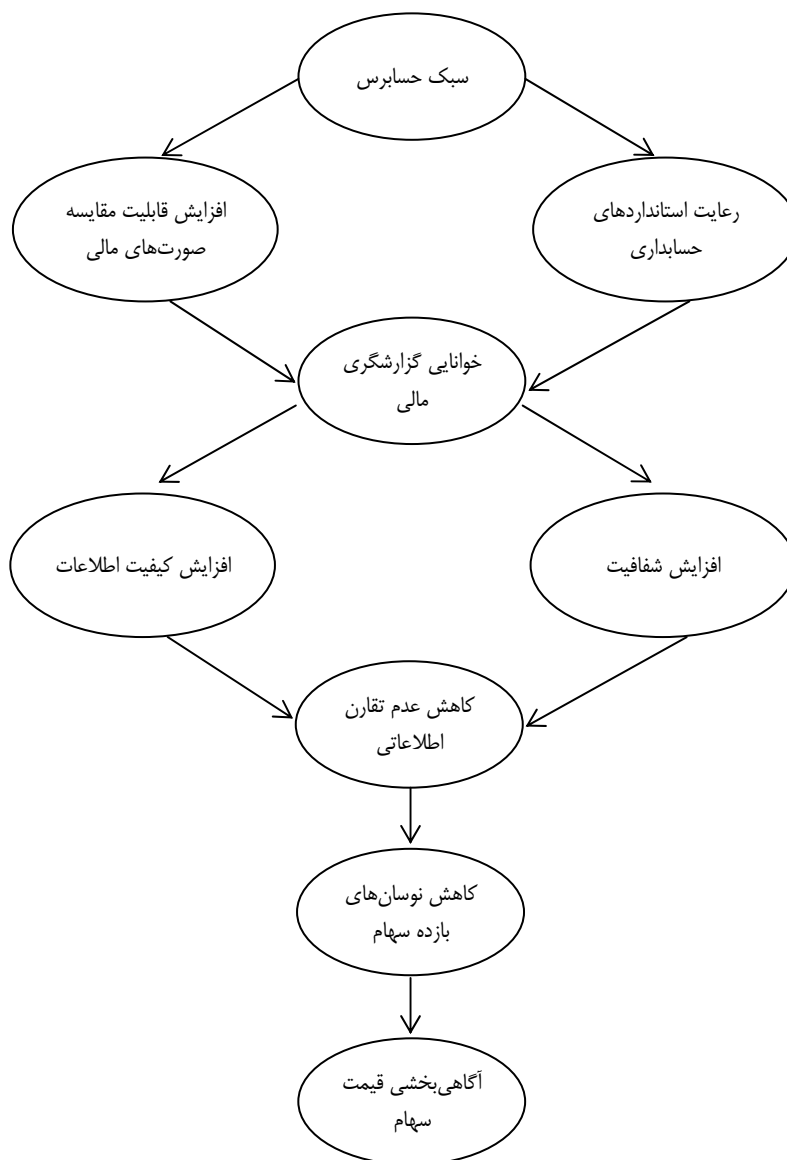 سبک حسابرس
رعایت استانداردهای
حسابداری
افزایش قابلیت مقایسه
صورت‌های مالی
خوانایی گزارشگری
مالی
افزایش شفافیت
افزایش کیفیت اطلاعات
کاهش عدم تقارن
اطلاعاتی
کاهش نوسان‌های
بازده سهام
آگاهی‌بخشی قیمت
سهام